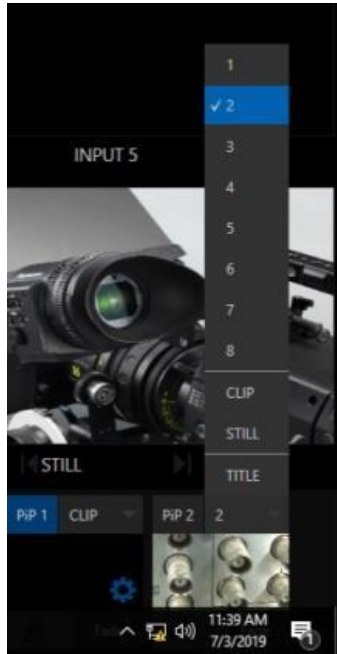 1
✓ 2
INPUT 5
3
4
5
6
7
8
CLIP
STILL
STILL
TITLE
PiP 1 CLIP PiP 2 2
11:39 AM
7/3/2019
1